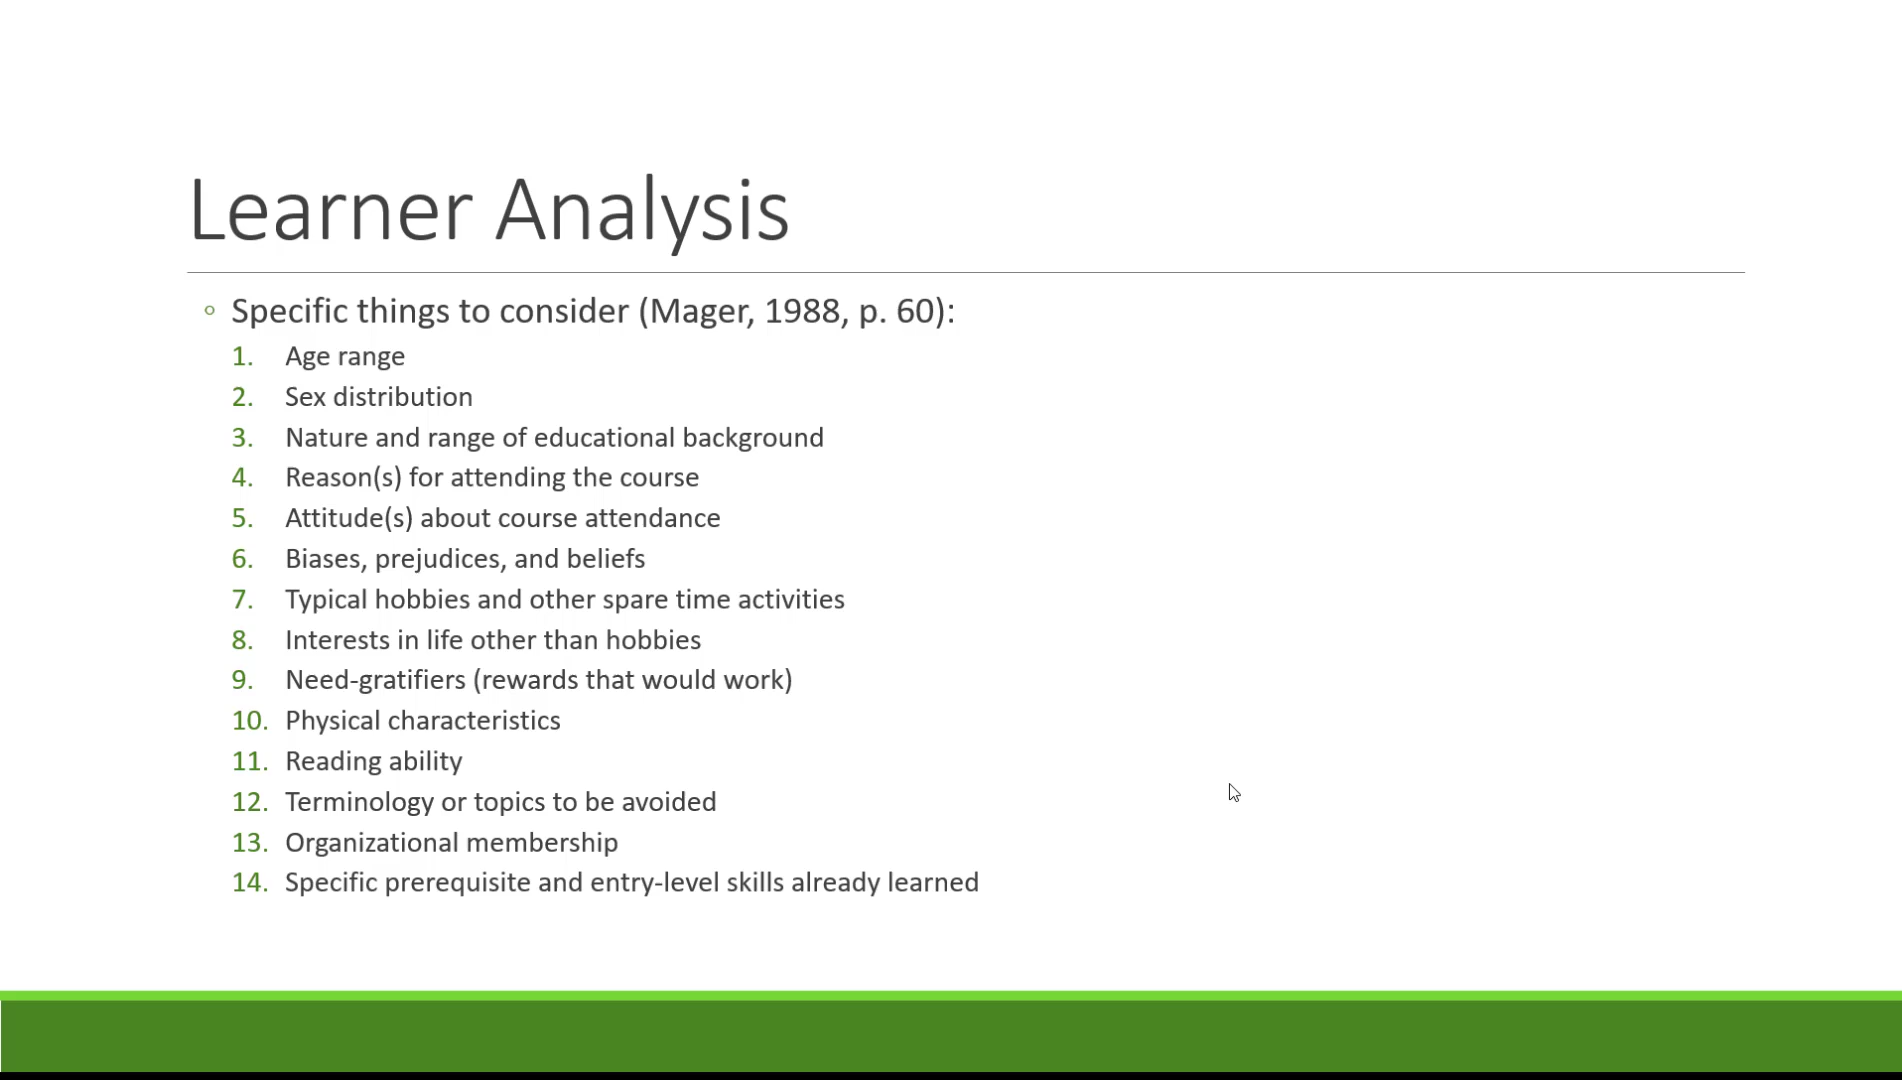 Learner Analysis
Specific things to consider (Mager, 1988, p. 60):
1. Age range
2. Sex distribution
3. Nature and range of educational background
4. Reason(s) for attending the course
5. Attitude(s) about course attendance
6. Biases, prejudices, and beliefs
7. Typical hobbies and other spare time activities
8. Interests in life other than hobbies
9. Need-gratifiers (rewards that would work)
10. Physical characteristics
11. Reading ability
12. Terminology or topics to be avoided
13. Organizational membership
14. Specific prerequisite and entry-level skills already learned